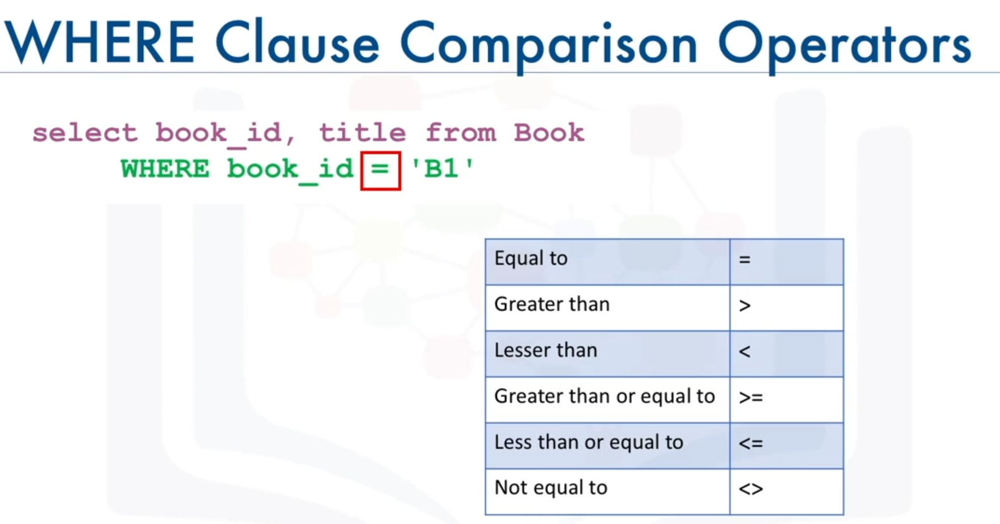 WHERE Clause Comparison Operators
select book_id, title from Book
WHERE book_id = 'B1'
Equal to =
Greater than >
Lesser than <
Greater than or equal to >=
Less than or equal to <=
Not equal to <>